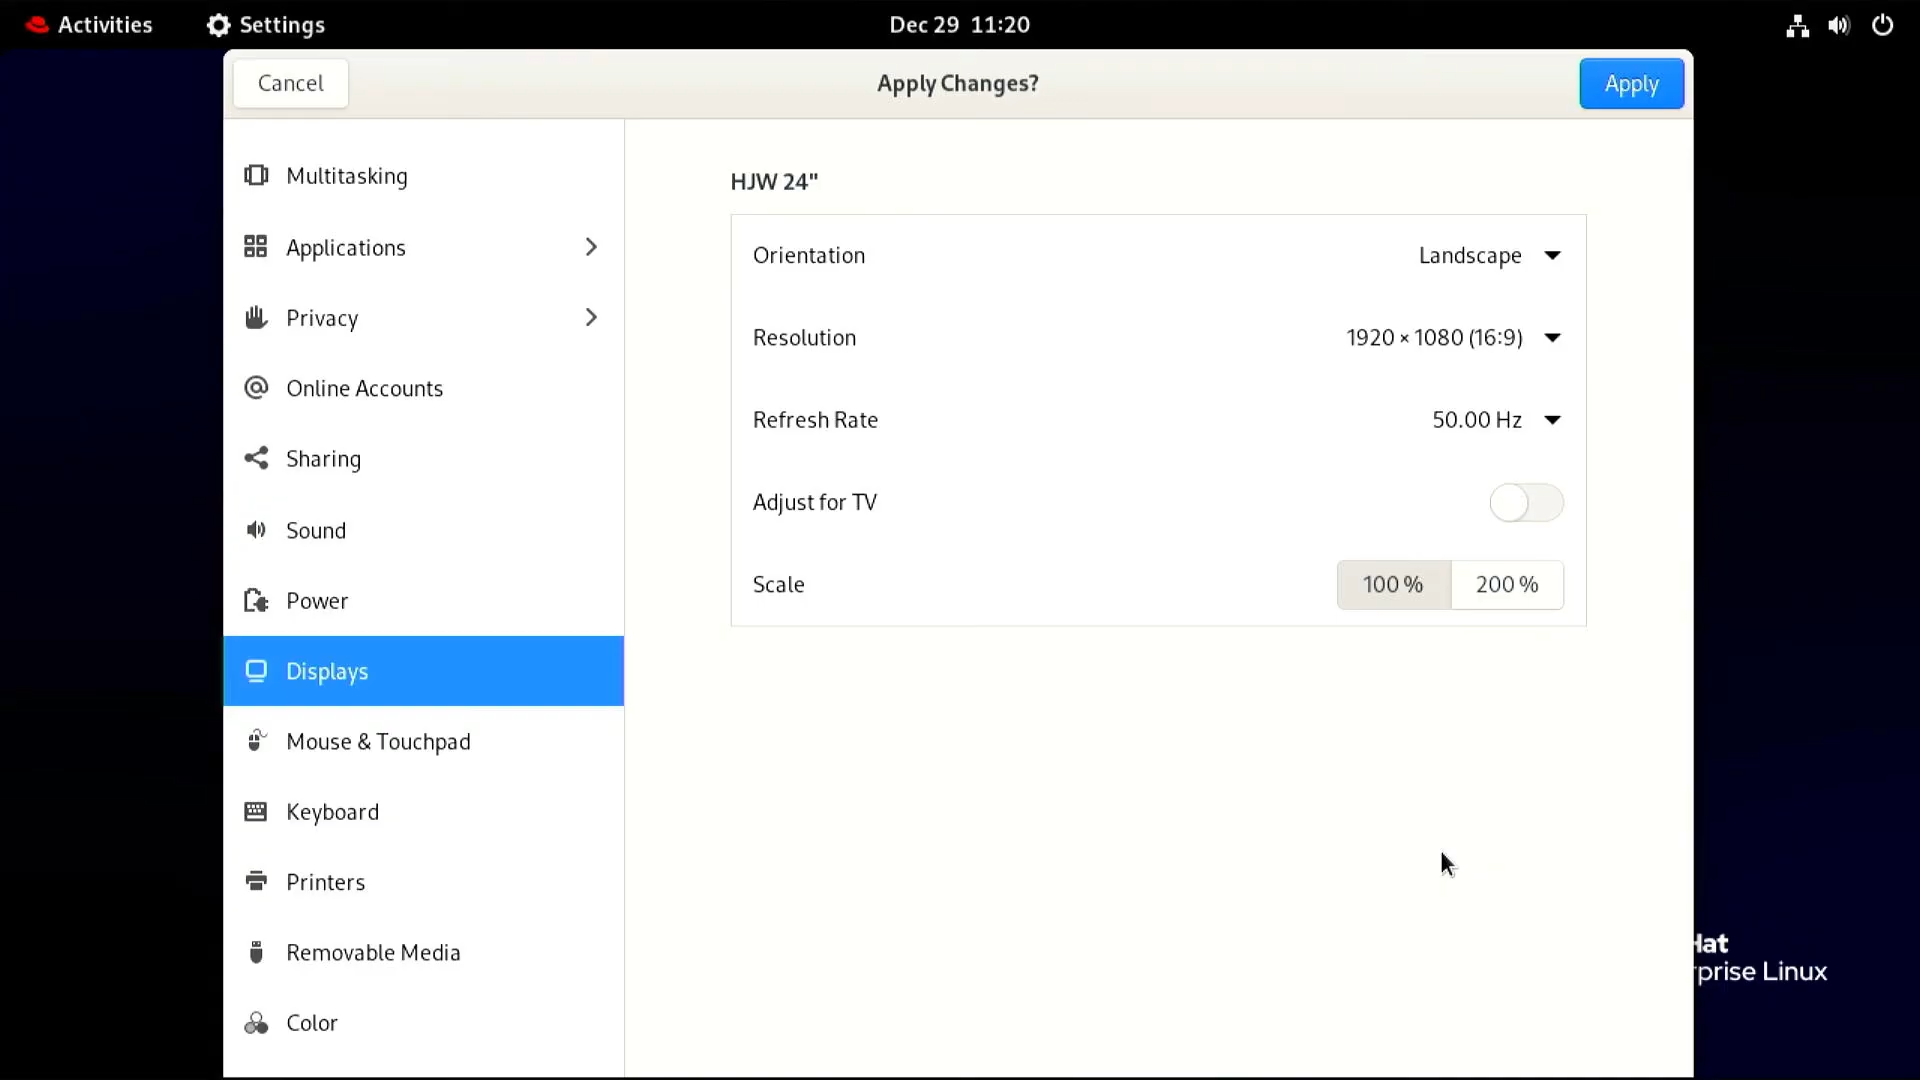 Activities Settings Dec 29 11:20
Cancel Apply Changes? Apply
Multitasking
Applications
Privacy
Online Accounts
Sharing
Sound
Power
Displays
Mouse & Touchpad
Keyboard
Printers
Removable Media
Color
HJW 24"
Orientation Landscape
Resolution 1920 × 1080 (16:9)
Refresh Rate 50.00 Hz
Adjust for TV
Scale 100 % 200 %
Hat
rprise Linux